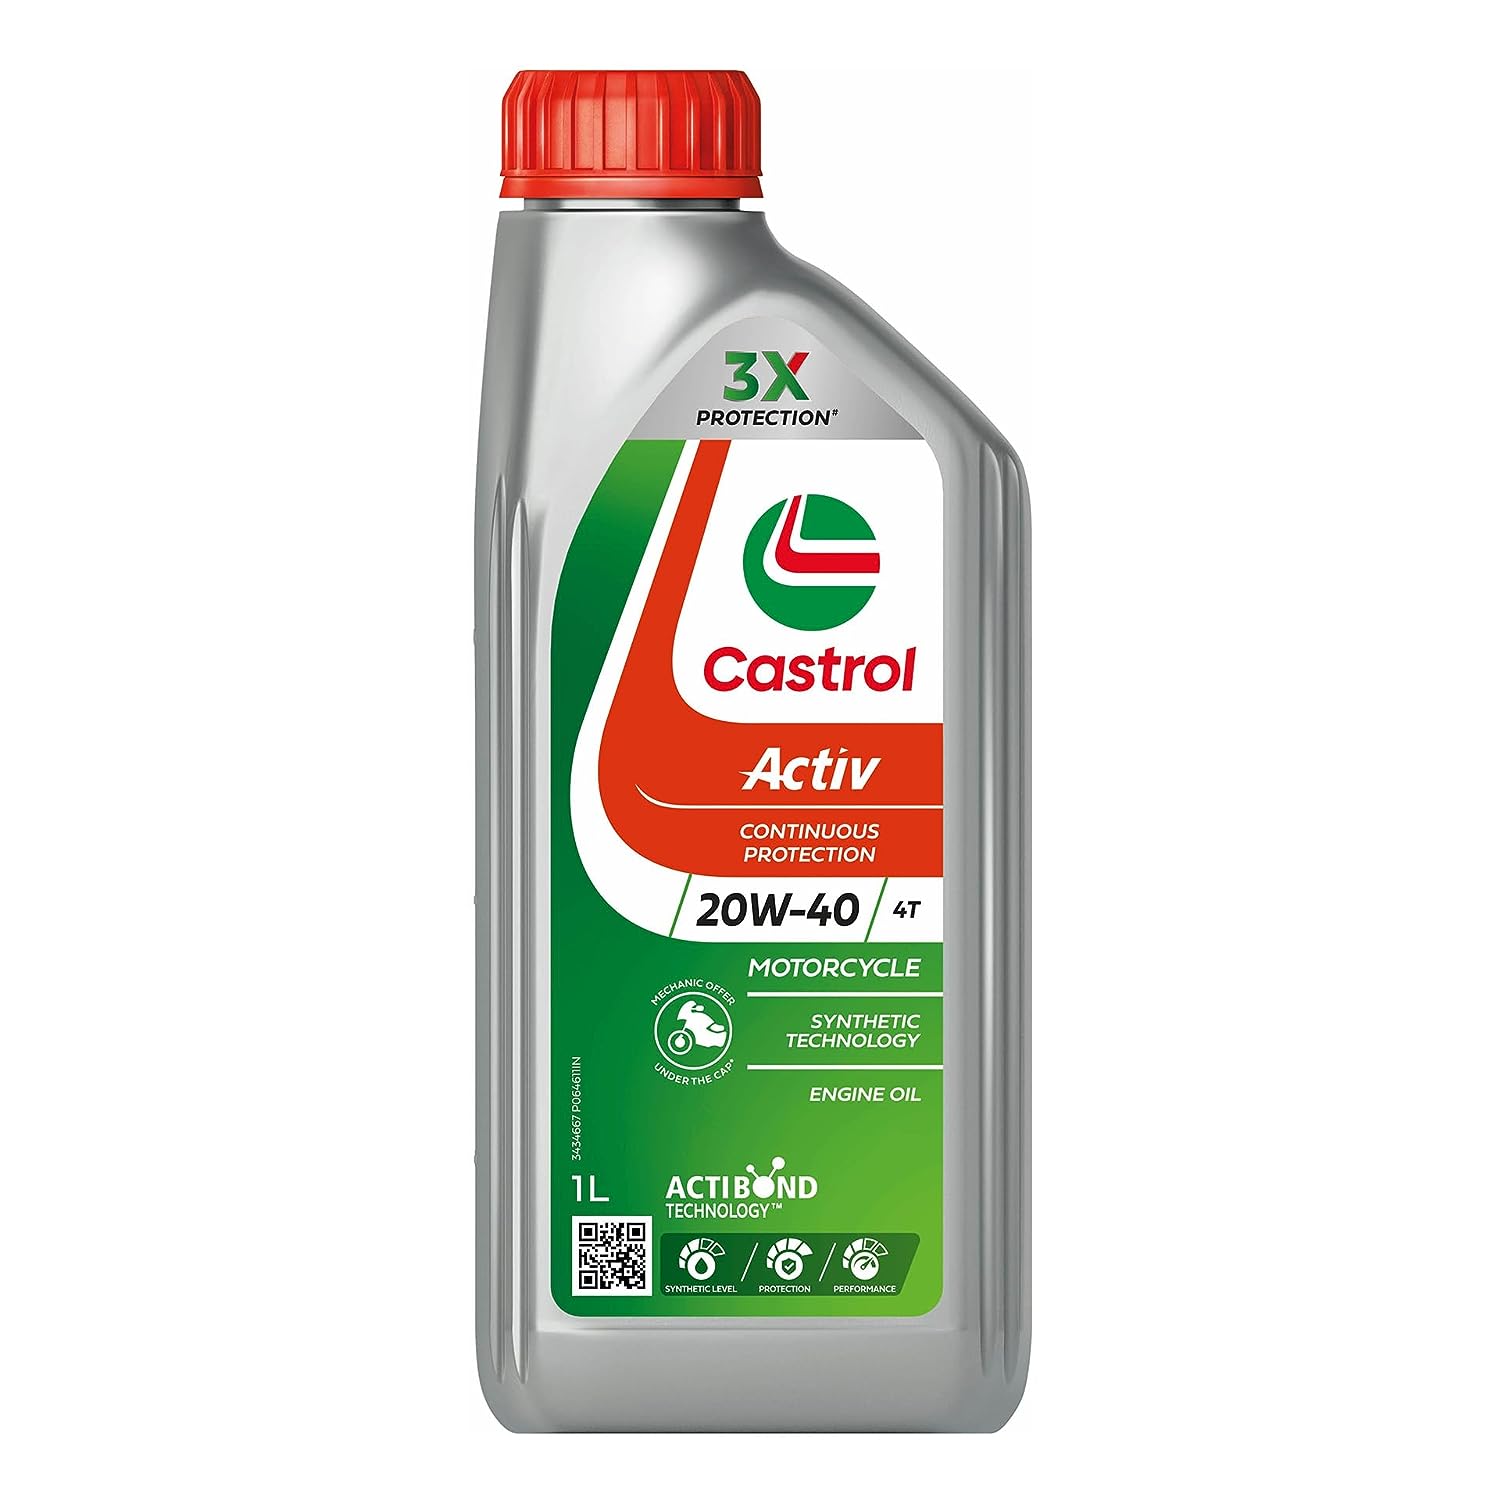 3X
PROTECTION#
Castrol
Activ
CONTINUOUS
PROTECTION
20W-40
4T
MOTORCYCLE
MECHANIC OFFER
UNDER THE CAP*
SYNTHETIC
TECHNOLOGY
ENGINE OIL
3434667 P064611IN
1L
ACTIBOND
TECHNOLOGY™
SYNTHETIC LEVEL
PROTECTION
PERFORMANCE